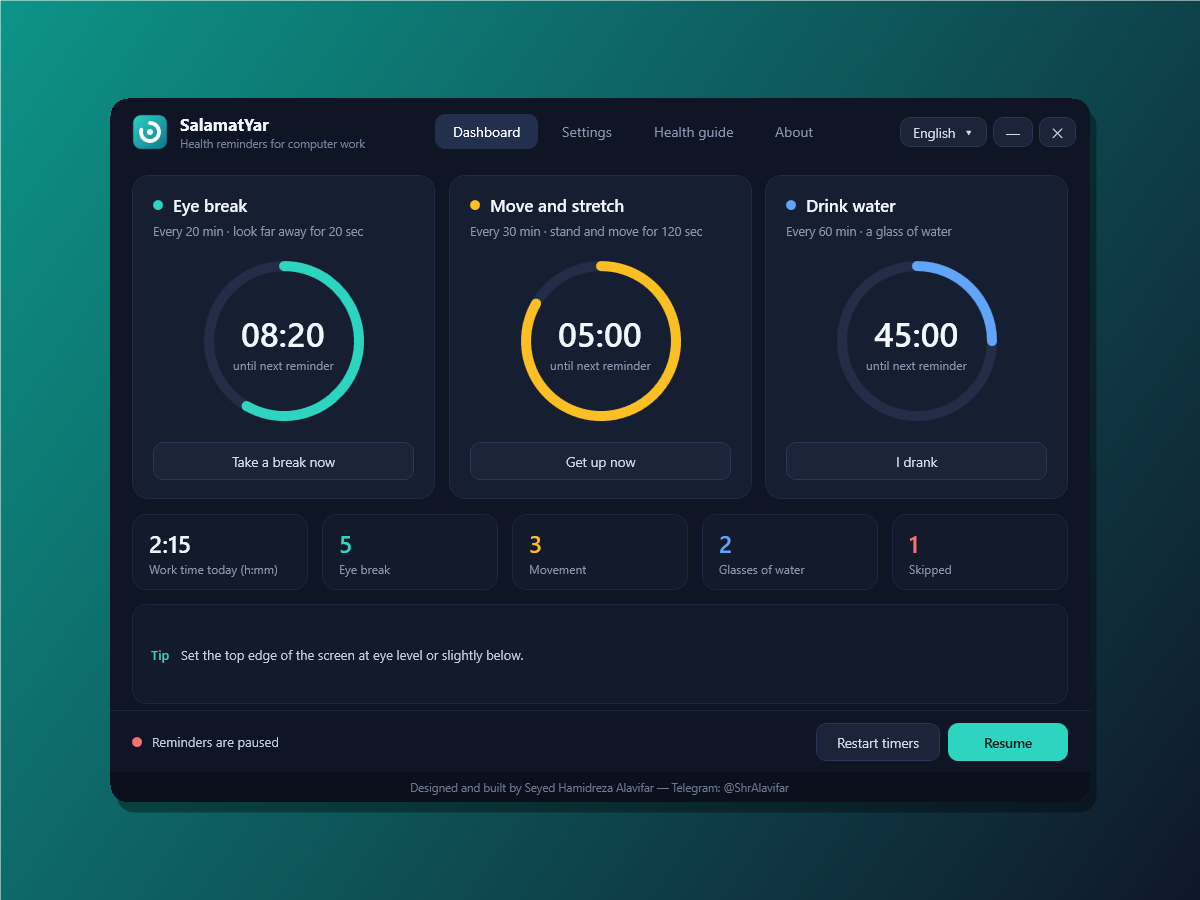 SalamatYar
Health reminders for computer work
Dashboard
Settings
Health guide
About
English
Eye break
Every 20 min · look far away for 20 sec
08:20
until next reminder
Take a break now
Move and stretch
Every 30 min · stand and move for 120 sec
05:00
until next reminder
Get up now
Drink water
Every 60 min · a glass of water
45:00
until next reminder
I drank
2:15
Work time today (h:mm)
5
Eye break
3
Movement
2
Glasses of water
1
Skipped
Tip Set the top edge of the screen at eye level or slightly below.
Reminders are paused
Restart timers
Resume
Designed and built by Seyed Hamidreza Alavifar — Telegram: @ShrAlavifar